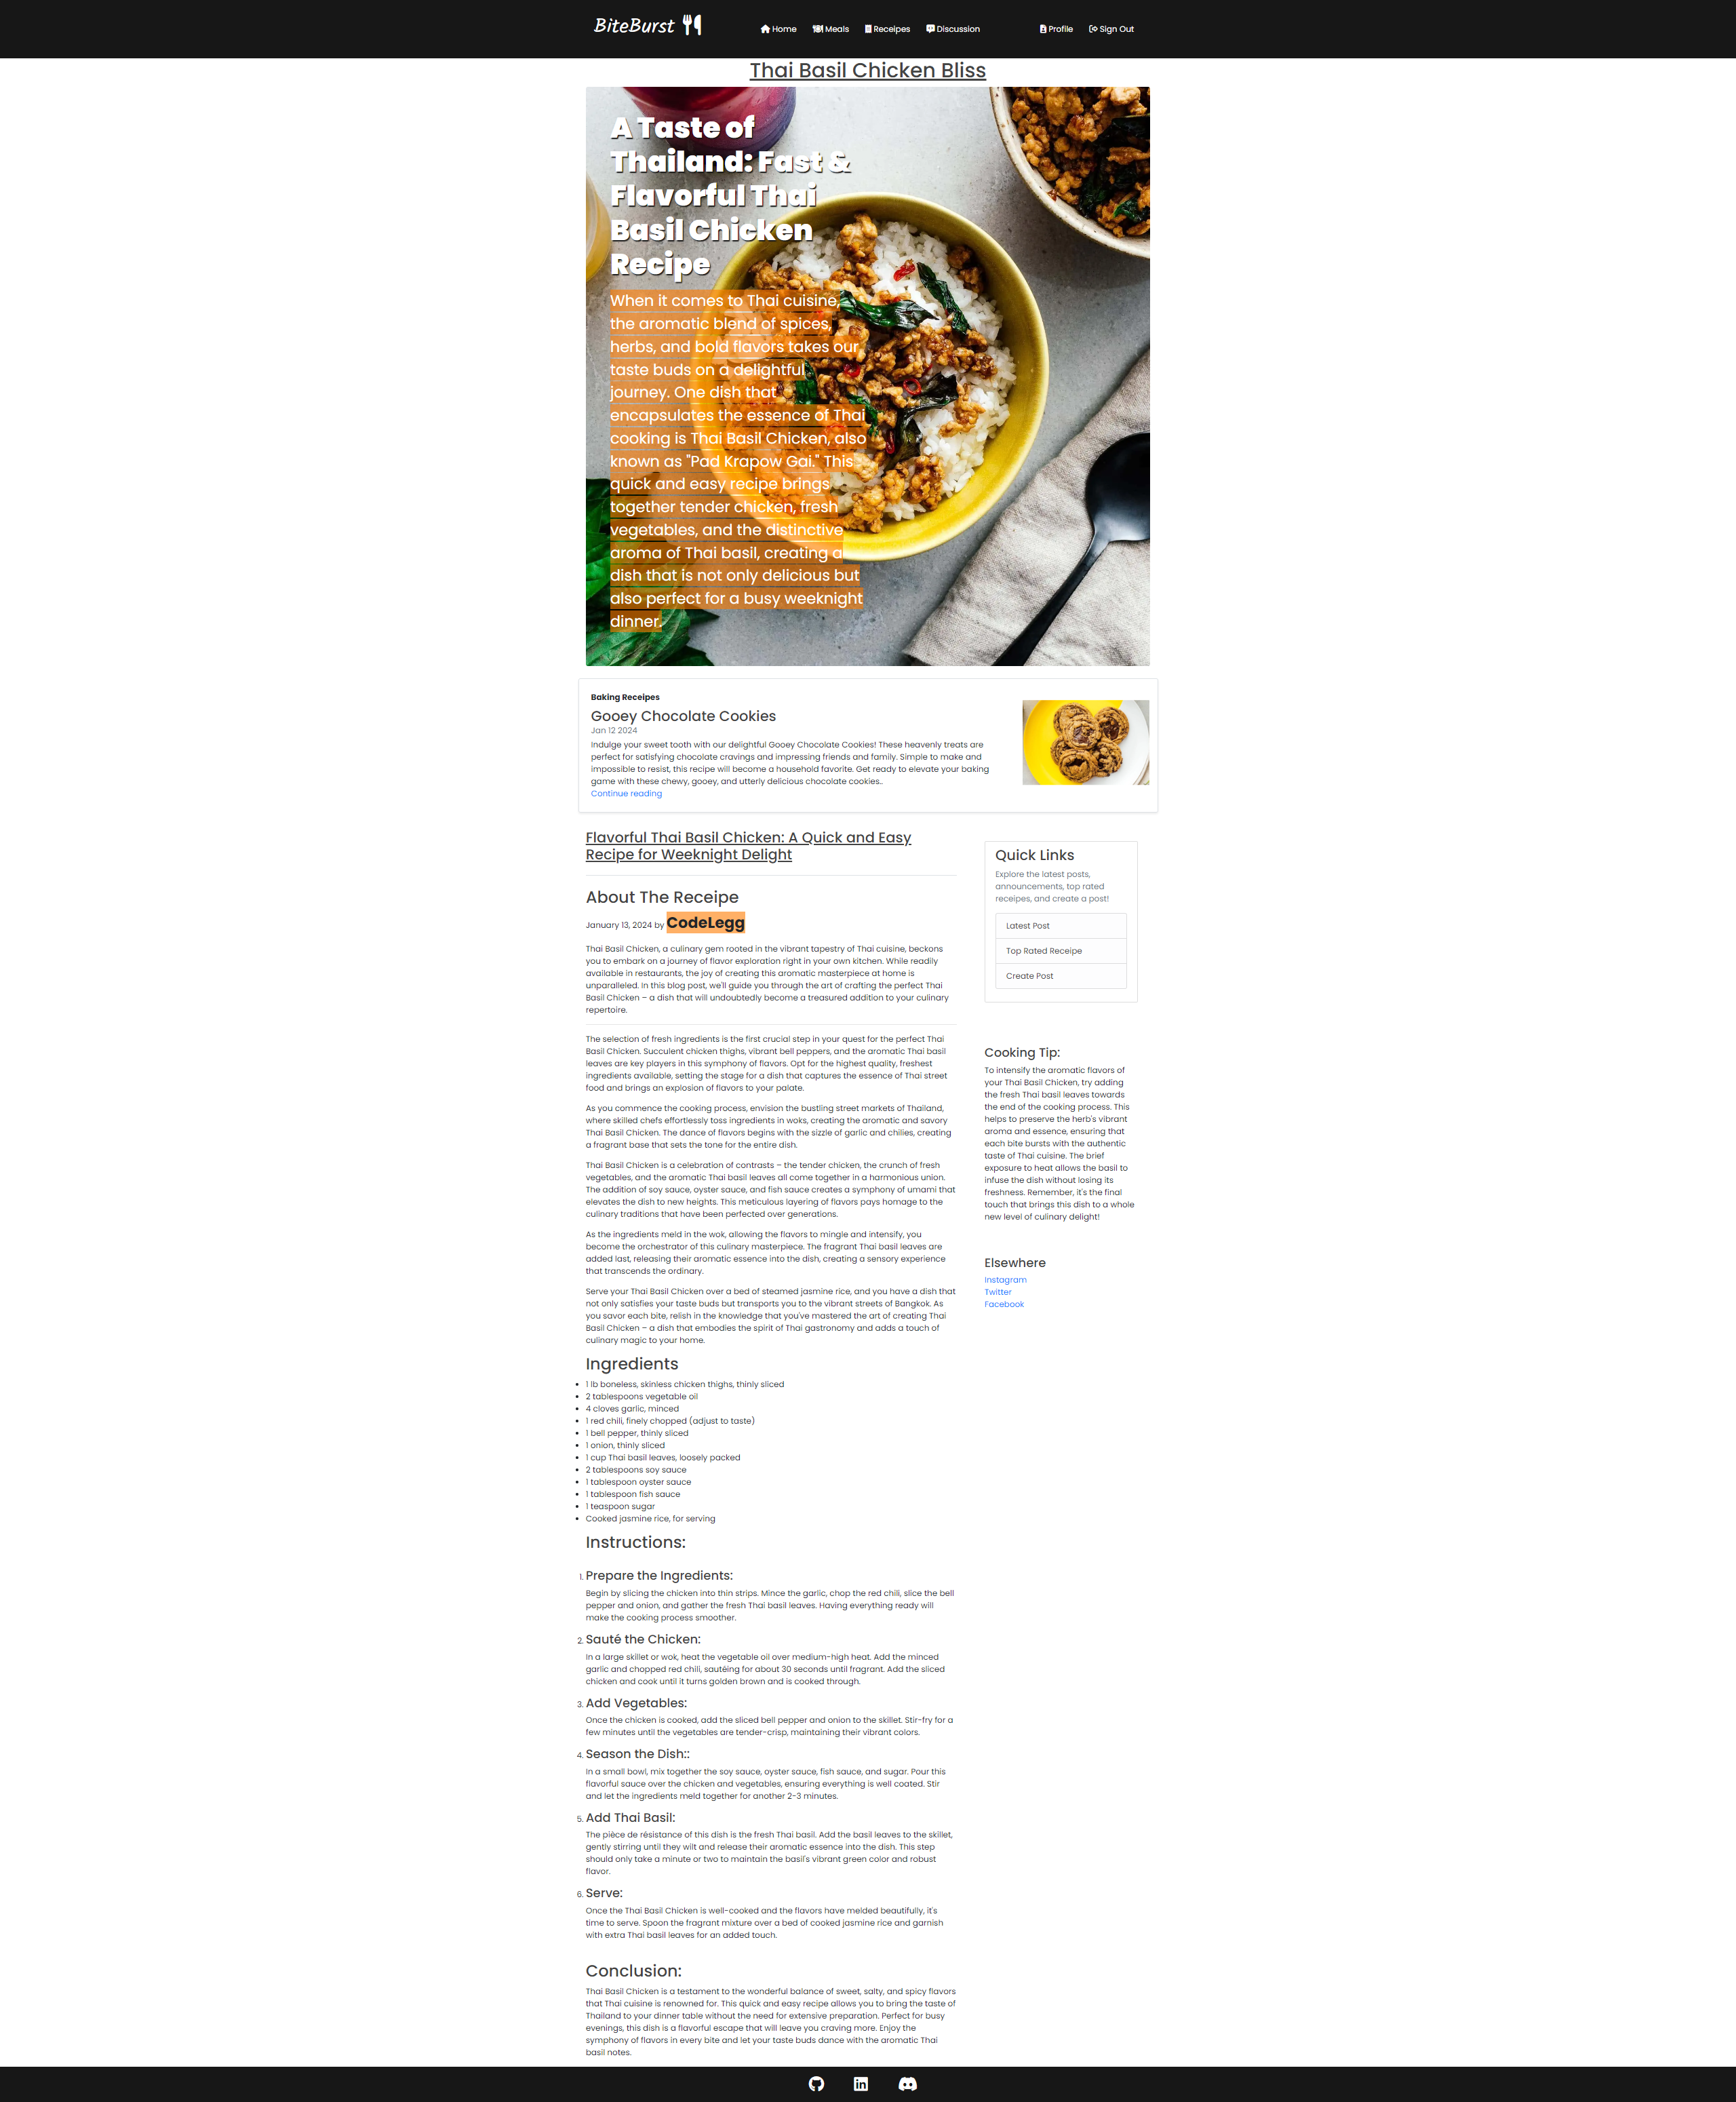 BiteBurst
Home Meals Receipes Discussion Profile Sign Out
Thai Basil Chicken Bliss
A Taste of
Thailand: Fast &
Flavorful Thai
Basil Chicken
Recipe
When it comes to Thai cuisine,
the aromatic blend of spices,
herbs, and bold flavors takes our
taste buds on a delightful
journey. One dish that
encapsulates the essence of Thai
cooking is Thai Basil Chicken, also
known as "Pad Krapow Gai." This
quick and easy recipe brings
together tender chicken, fresh
vegetables, and the distinctive
aroma of Thai basil, creating a
dish that is not only delicious but
also perfect for a busy weeknight
dinner.
Baking Receipes
Gooey Chocolate Cookies
Jan 12 2024
Indulge your sweet tooth with our delightful Gooey Chocolate Cookies! These heavenly treats are
perfect for satisfying chocolate cravings and impressing friends and family. Simple to make and
impossible to resist, this recipe will become a household favorite. Get ready to elevate your baking
game with these chewy, gooey, and utterly delicious chocolate cookies..
Continue reading
Flavorful Thai Basil Chicken: A Quick and Easy
Recipe for Weeknight Delight
About The Receipe
January 13, 2024 by CodeLegg
Thai Basil Chicken, a culinary gem rooted in the vibrant tapestry of Thai cuisine, beckons
you to embark on a journey of flavor exploration right in your own kitchen. While readily
available in restaurants, the joy of creating this aromatic masterpiece at home is
unparalleled. In this blog post, we'll guide you through the art of crafting the perfect Thai
Basil Chicken – a dish that will undoubtedly become a treasured addition to your culinary
repertoire.
The selection of fresh ingredients is the first crucial step in your quest for the perfect Thai
Basil Chicken. Succulent chicken thighs, vibrant bell peppers, and the aromatic Thai basil
leaves are key players in this symphony of flavors. Opt for the highest quality, freshest
ingredients available, setting the stage for a dish that captures the essence of Thai street
food and brings an explosion of flavors to your palate.
As you commence the cooking process, envision the bustling street markets of Thailand,
where skilled chefs effortlessly toss ingredients in woks, creating the aromatic and savory
Thai Basil Chicken. The dance of flavors begins with the sizzle of garlic and chilies, creating
a fragrant base that sets the tone for the entire dish.
Thai Basil Chicken is a celebration of contrasts – the tender chicken, the crunch of fresh
vegetables, and the aromatic Thai basil leaves all come together in a harmonious union.
The addition of soy sauce, oyster sauce, and fish sauce creates a symphony of umami that
elevates the dish to new heights. This meticulous layering of flavors pays homage to the
culinary traditions that have been perfected over generations.
As the ingredients meld in the wok, allowing the flavors to mingle and intensify, you
become the orchestrator of this culinary masterpiece. The fragrant Thai basil leaves are
added last, releasing their aromatic essence into the dish, creating a sensory experience
that transcends the ordinary.
Serve your Thai Basil Chicken over a bed of steamed jasmine rice, and you have a dish that
not only satisfies your taste buds but transports you to the vibrant streets of Bangkok. As
you savor each bite, relish in the knowledge that you've mastered the art of creating Thai
Basil Chicken – a dish that embodies the spirit of Thai gastronomy and adds a touch of
culinary magic to your home.
Ingredients
• 1 lb boneless, skinless chicken thighs, thinly sliced
• 2 tablespoons vegetable oil
• 4 cloves garlic, minced
• 1 red chili, finely chopped (adjust to taste)
• 1 bell pepper, thinly sliced
• 1 onion, thinly sliced
• 1 cup Thai basil leaves, loosely packed
• 2 tablespoons soy sauce
• 1 tablespoon oyster sauce
• 1 tablespoon fish sauce
• 1 teaspoon sugar
• Cooked jasmine rice, for serving
Instructions:
1. Prepare the Ingredients:
Begin by slicing the chicken into thin strips. Mince the garlic, chop the red chili, slice the bell
pepper and onion, and gather the fresh Thai basil leaves. Having everything ready will
make the cooking process smoother.
2. Sauté the Chicken:
In a large skillet or wok, heat the vegetable oil over medium-high heat. Add the minced
garlic and chopped red chili, sautéing for about 30 seconds until fragrant. Add the sliced
chicken and cook until it turns golden brown and is cooked through.
3. Add Vegetables:
Once the chicken is cooked, add the sliced bell pepper and onion to the skillet. Stir-fry for a
few minutes until the vegetables are tender-crisp, maintaining their vibrant colors.
4. Season the Dish::
In a small bowl, mix together the soy sauce, oyster sauce, fish sauce, and sugar. Pour this
flavorful sauce over the chicken and vegetables, ensuring everything is well coated. Stir
and let the ingredients meld together for another 2-3 minutes.
5. Add Thai Basil:
The pièce de résistance of this dish is the fresh Thai basil. Add the basil leaves to the skillet,
gently stirring until they wilt and release their aromatic essence into the dish. This step
should only take a minute or two to maintain the basil's vibrant green color and robust
flavor.
6. Serve:
Once the Thai Basil Chicken is well-cooked and the flavors have melded beautifully, it's
time to serve. Spoon the fragrant mixture over a bed of cooked jasmine rice and garnish
with extra Thai basil leaves for an added touch.
Conclusion:
Thai Basil Chicken is a testament to the wonderful balance of sweet, salty, and spicy flavors
that Thai cuisine is renowned for. This quick and easy recipe allows you to bring the taste of
Thailand to your dinner table without the need for extensive preparation. Perfect for busy
evenings, this dish is a flavorful escape that will leave you craving more. Enjoy the
symphony of flavors in every bite and let your taste buds dance with the aromatic Thai
basil notes.
Quick Links
Explore the latest posts,
announcements, top rated
receipes, and create a post!
Latest Post
Top Rated Receipe
Create Post
Cooking Tip:
To intensify the aromatic flavors of
your Thai Basil Chicken, try adding
the fresh Thai basil leaves towards
the end of the cooking process. This
helps to preserve the herb's vibrant
aroma and essence, ensuring that
each bite bursts with the authentic
taste of Thai cuisine. The brief
exposure to heat allows the basil to
infuse the dish without losing its
freshness. Remember, it's the final
touch that brings this dish to a whole
new level of culinary delight!
Elsewhere
Instagram
Twitter
Facebook